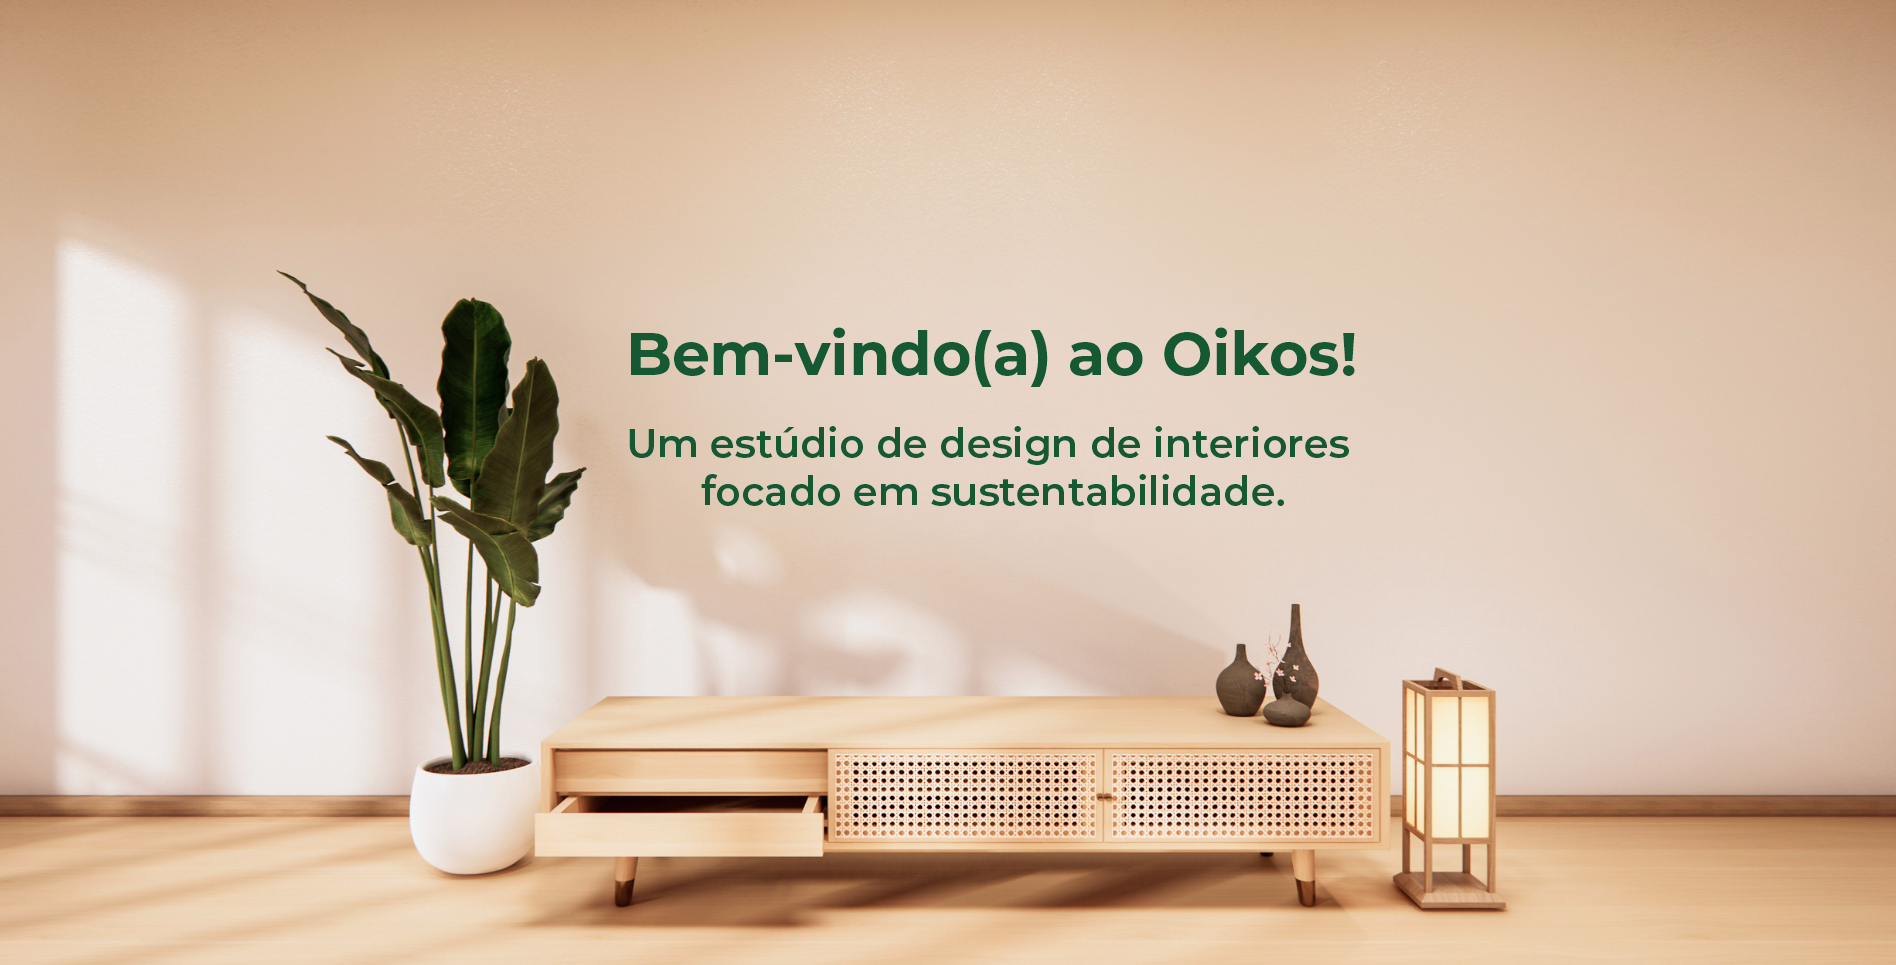 Bem-vindo(a) ao Oikos!
Um estúdio de design de interiores
focado em sustentabilidade.